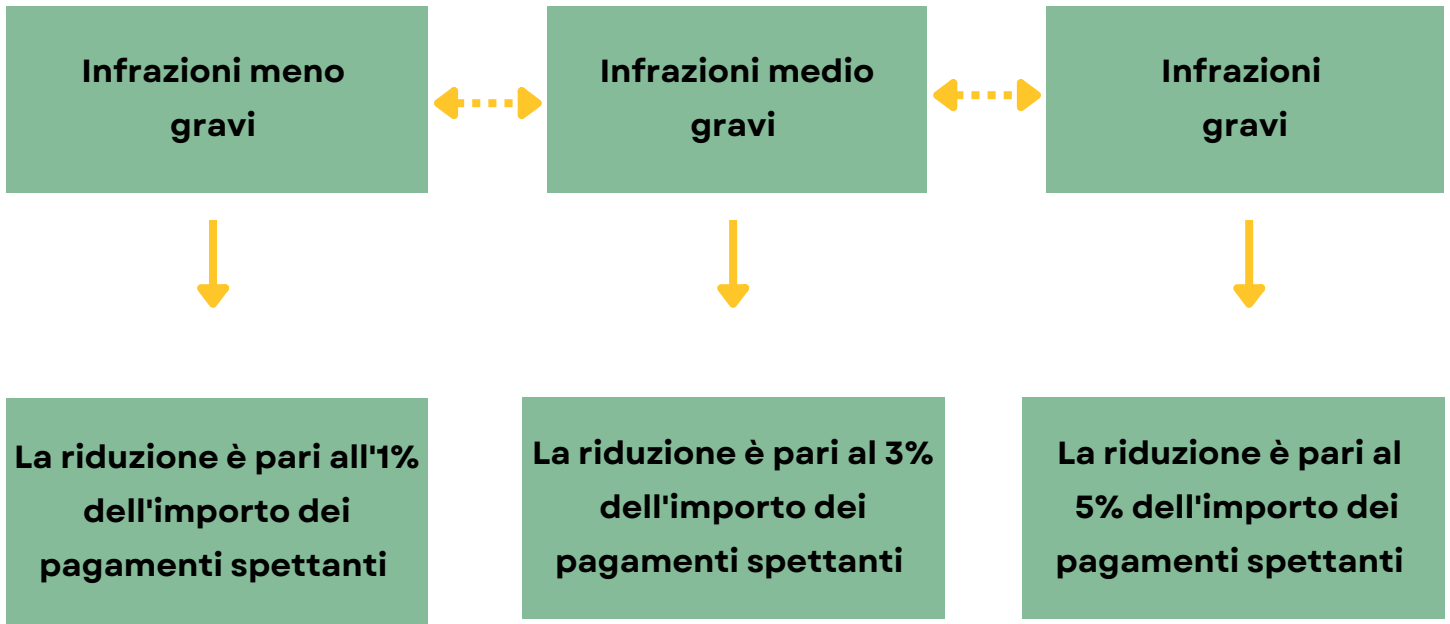 Infrazioni meno
gravi
Infrazioni medio
gravi
Infrazioni
gravi
La riduzione è pari all'1%
dell'importo dei
pagamenti spettanti
La riduzione è pari al 3%
dell'importo dei
pagamenti spettanti
La riduzione è pari al
5% dell'importo dei
pagamenti spettanti